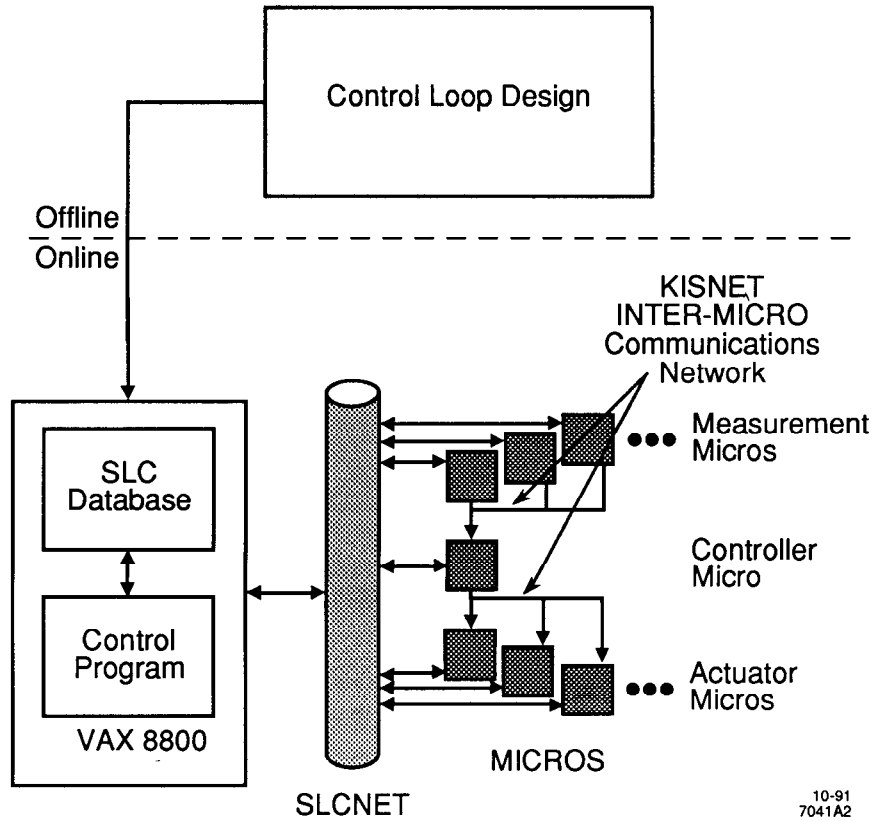 Control Loop Design
Offline
Online
KISNET
INTER-MICRO
Communications
Network
Measurement
Micros
SLC
Database
Controller
Micro
Control
Program
Actuator
Micros
VAX 8800
MICROS
SLCNET
10-91
7041A2